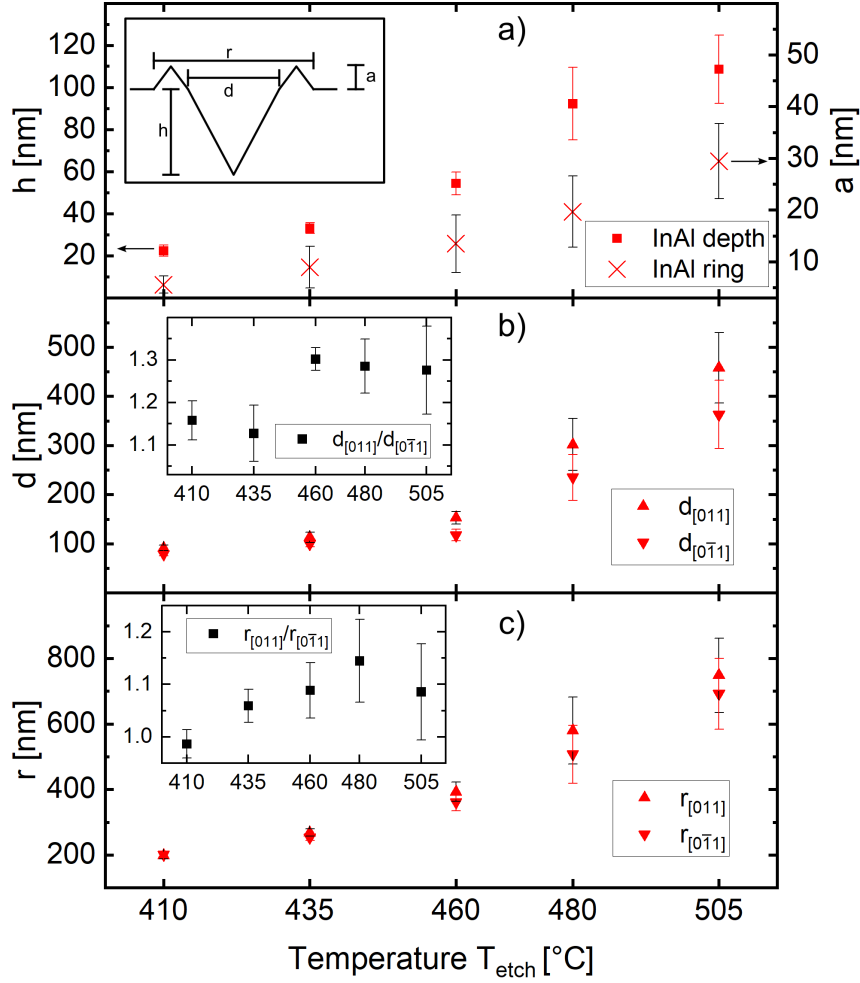 a)
120
100
80
60
40
20
h [nm]
r
d
h
a
50
40
30
20
10
a [nm]
InAl depth
InAl ring
b)
500
400
300
200
100
d [nm]
1.3
1.2
1.1
d[011]/d[01̅1]
410 435 460 480 505
d[011]
d[01̅1]
c)
800
600
400
200
r [nm]
1.2
1.1
1.0
r[011]/r[01̅1]
410 435 460 480 505
r[011]
r[01̅1]
410 435 460 480 505
Temperature Tetch [°C]